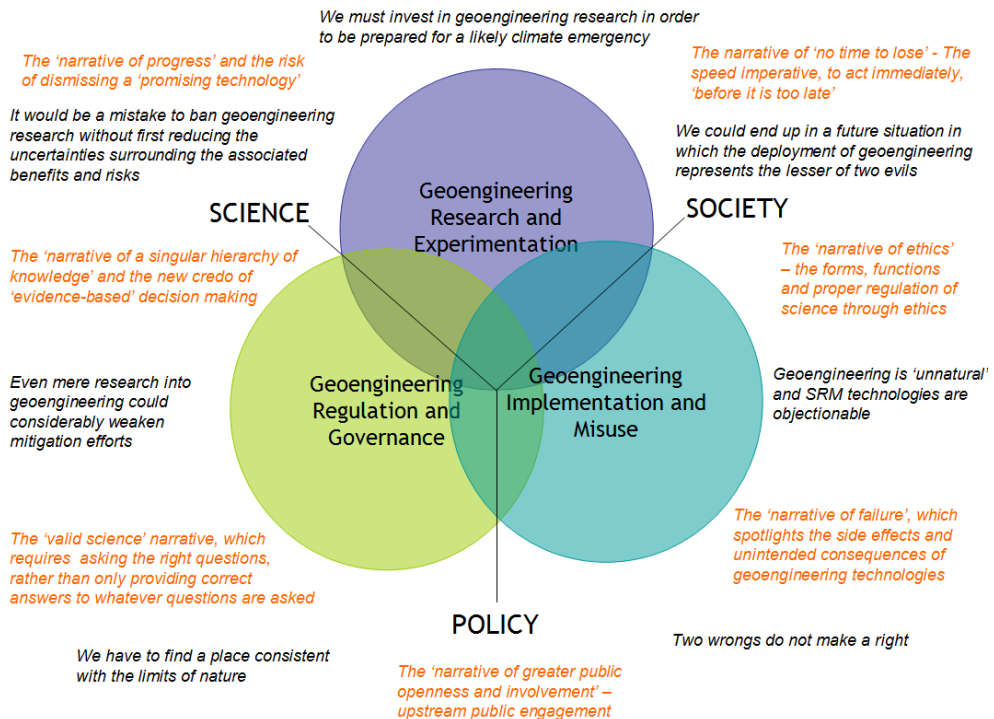 We must invest in geoengineering research in order
to be prepared for a likely climate emergency
The ‘narrative of progress’ and the risk
of dismissing a ‘promising technology’
It would be a mistake to ban geoengineering
research without first reducing the
uncertainties surrounding the associated
benefits and risks
The narrative of ‘no time to lose’ - The
speed imperative, to act immediately,
‘before it is too late’
We could end up in a future situation in
which the deployment of geoengineering
represents the lesser of two evils
Geoengineering
Research and
Experimentation
SCIENCE
SOCIETY
The ‘narrative of a singular hierarchy of
knowledge’ and the new credo of
‘evidence-based’ decision making
The ‘narrative of ethics’
– the forms, functions
and proper regulation of
science through ethics
Even mere research into
geoengineering could
considerably weaken
mitigation efforts
Geoengineering
Regulation and
Governance
Geoengineering
Implementation and
Misuse
Geoengineering is ‘unnatural’
and SRM technologies are
objectionable
The ‘valid science’ narrative, which
requires  asking the right questions,
rather than only providing correct
answers to whatever questions are asked
The ‘narrative of failure’, which
spotlights the side effects and
unintended consequences of
geoengineering technologies
POLICY
We have to find a place consistent
with the limits of nature
Two wrongs do not make a right
The ‘narrative of greater public
openness and involvement’ –
upstream public engagement